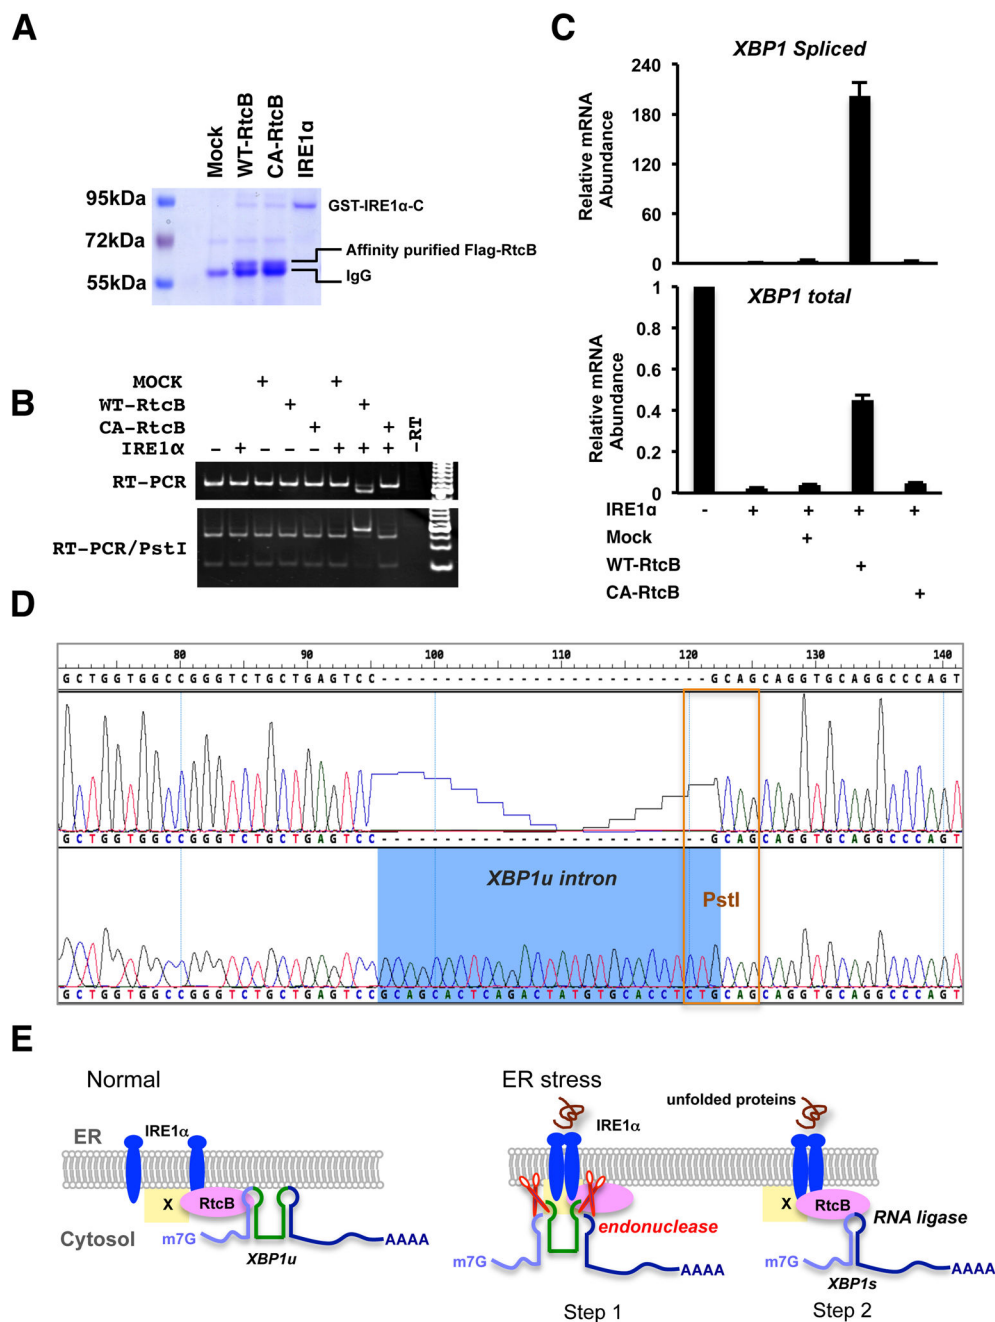 A
Mock
WT-RtcB
CA-RtcB
IRE1α
95kDa
72kDa
55kDa
GST-IRE1α-C
Affinity purified Flag-RtcB
IgG
B
MOCK + +
WT-RtcB + +
CA-RtcB + +
IRE1α - + - - - + + + -RT
RT-PCR
RT-PCR/PstI
C
XBP1 Spliced
Relative mRNA
Abundance
240
180
120
60
0
XBP1 total
Relative mRNA
Abundance
1
0.8
0.6
0.4
0.2
0
IRE1α - + + + +
Mock +
WT-RtcB +
CA-RtcB +
D
80 90 100 110 120 130 140
GCTGGTGGCCGGGTCTGCTGAGTCC---------------------------GCAGCAGGTGCAGGCCCAGT
GCTGGTGGCCGGGTCTGCTGAGTCC---------------------------GCAGCAGGTGCAGGCCCAGT
XBP1u intron
PstI
GCTGGTGGCCGGGTCTGCTGAGTCCGCAGCACTCAGACTATGTGCACCTCTGCAGCAGGTGCAGGCCCAGT
E
Normal
ER
IRE1α
X
RtcB
Cytosol
m7G
XBP1u
AAAA
ER stress
unfolded proteins
IRE1α
endonuclease
m7G
AAAA
Step 1
X
RtcB
RNA ligase
m7G
XBP1s
AAAA
Step 2